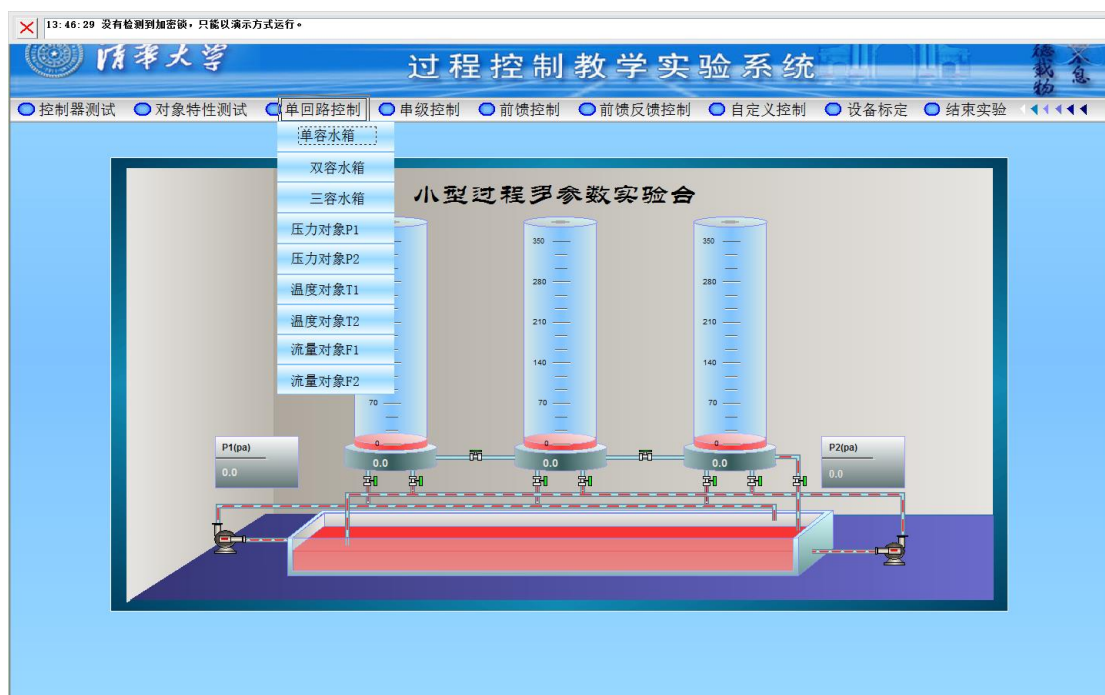 13:46:29 没有检测到加密锁，只能以演示方式运行。
清华大学
过程控制教学实验系统
控制器测试 对象特性测试 单回路控制 串级控制 前馈控制 前馈反馈控制 自定义控制 设备标定 结束实验
单容水箱
双容水箱
三容水箱
压力对象P1
压力对象P2
温度对象T1
温度对象T2
流量对象F1
流量对象F2
小型过程多参数实验台
350 350
280 280
210 210
140 140
70 70 70
0 0 0
P1(pa)
0.0
0.0 0.0 0.0
P2(pa)
0.0